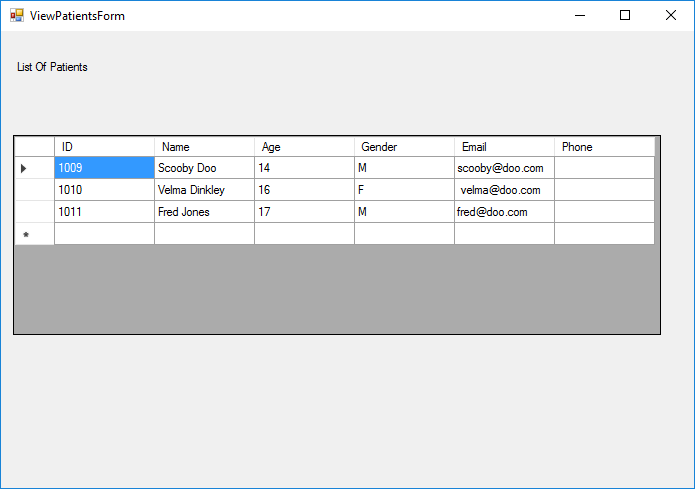 ViewPatientsForm
List Of Patients
ID Name Age Gender Email Phone
1009 Scooby Doo 14 M scooby@doo.com
1010 Velma Dinkley 16 F velma@doo.com
1011 Fred Jones 17 M fred@doo.com
*